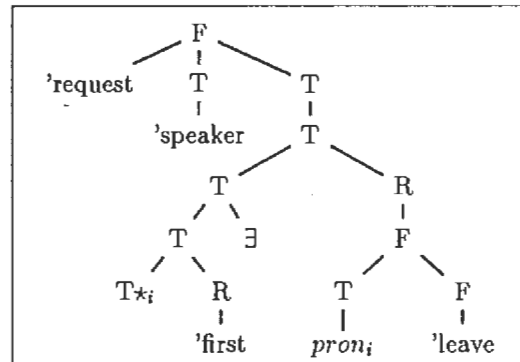 F
'request T T
'speaker T
T R
T ∃ F
T⋆i R T F
'first proni 'leave